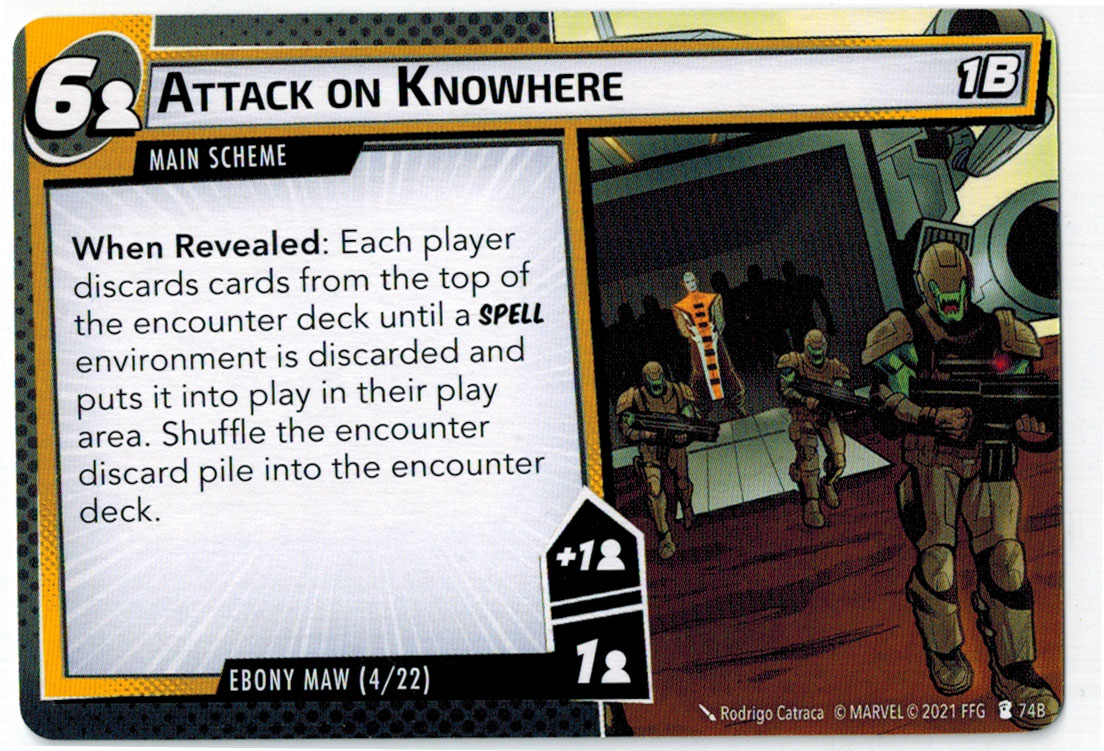 6
ATTACK ON KNOWHERE
1B
MAIN SCHEME
When Revealed: Each player
discards cards from the top of
the encounter deck until a SPELL
environment is discarded and
puts it into play in their play
area. Shuffle the encounter
discard pile into the encounter
deck.
+1
1
EBONY MAW (4/22)
Rodrigo Catraca © MARVEL © 2021 FFG 74B